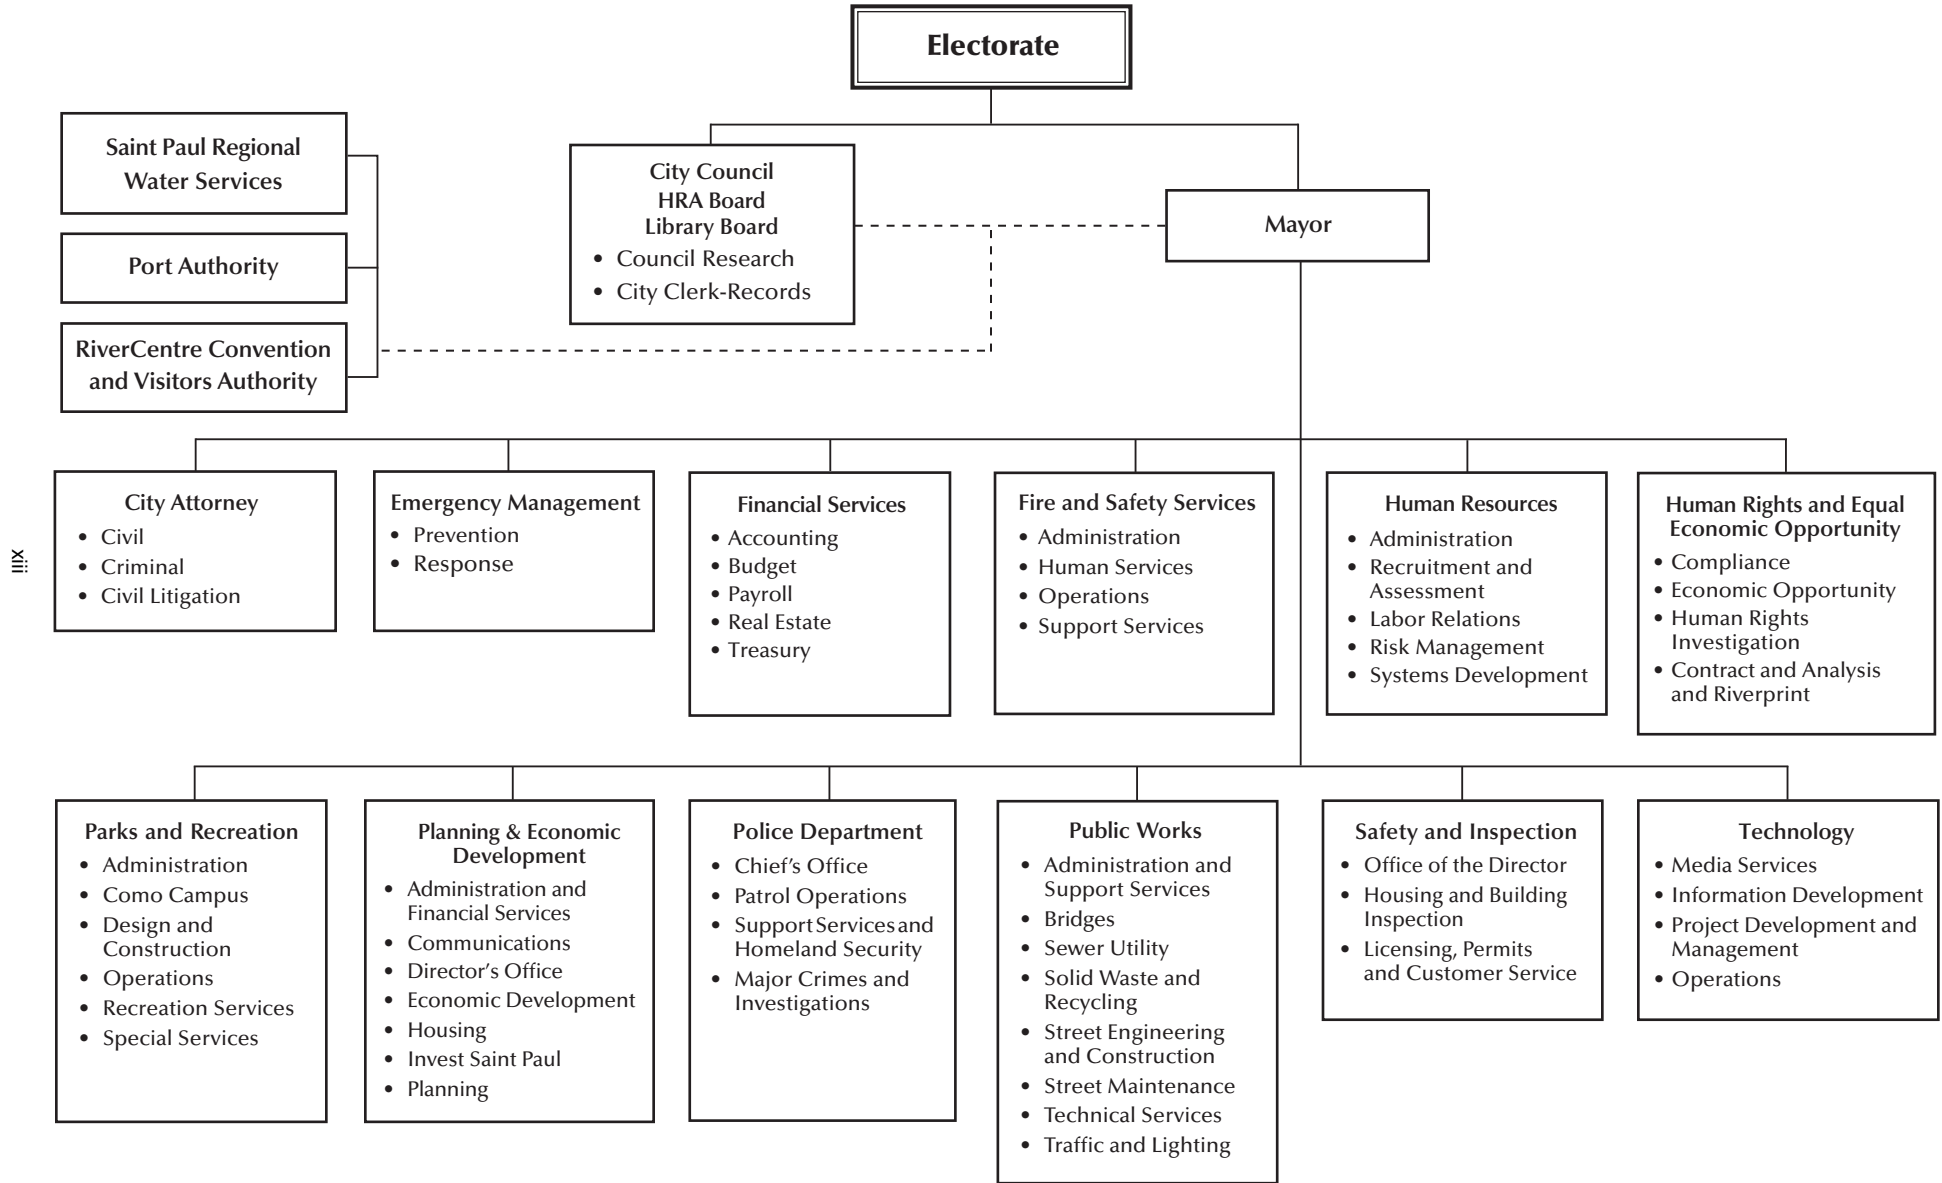 Electorate
Saint Paul Regional
Water Services
Port Authority
RiverCentre Convention
and Visitors Authority
City Council
HRA Board
Library Board
• Council Research
• City Clerk-Records
Mayor
City Attorney
• Civil
• Criminal
• Civil Litigation
Emergency Management
• Prevention
• Response
Financial Services
• Accounting
• Budget
• Payroll
• Real Estate
• Treasury
Fire and Safety Services
• Administration
• Human Services
• Operations
• Support Services
Human Resources
• Administration
• Recruitment and
Assessment
• Labor Relations
• Risk Management
• Systems Development
Human Rights and Equal
Economic Opportunity
• Compliance
• Economic Opportunity
• Human Rights
Investigation
• Contract and Analysis
and Riverprint
Parks and Recreation
• Administration
• Como Campus
• Design and
Construction
• Operations
• Recreation Services
• Special Services
Planning & Economic
Development
• Administration and
Financial Services
• Communications
• Director's Office
• Economic Development
• Housing
• Invest Saint Paul
• Planning
Police Department
• Chief's Office
• Patrol Operations
• Support Services and
Homeland Security
• Major Crimes and
Investigations
Public Works
• Administration and
Support Services
• Bridges
• Sewer Utility
• Solid Waste and
Recycling
• Street Engineering
and Construction
• Street Maintenance
• Technical Services
• Traffic and Lighting
Safety and Inspection
• Office of the Director
• Housing and Building
Inspection
• Licensing, Permits
and Customer Service
Technology
• Media Services
• Information Development
• Project Development and
Management
• Operations
xiii